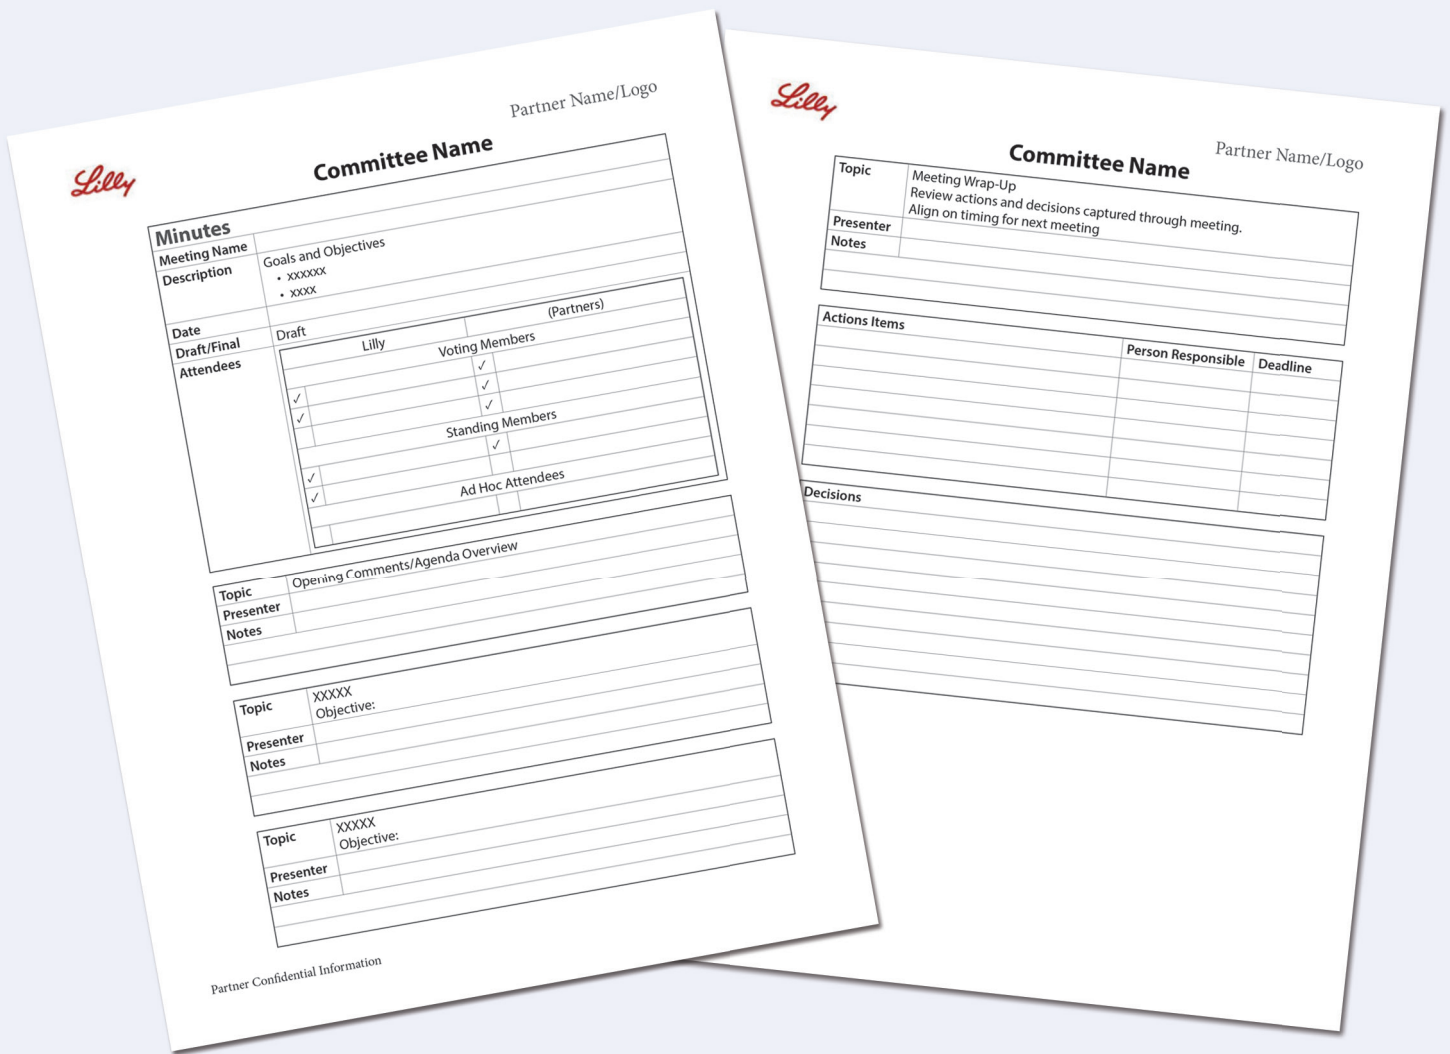 Lilly
Partner Name/Logo
Committee Name
Minutes
Meeting Name
Description
Goals and Objectives
• xxxxxx
• xxxx
Date
Draft/Final
Draft
Attendees
Lilly
(Partners)
Voting Members
✓
✓
✓
✓
✓
Standing Members
✓
✓
✓
Ad Hoc Attendees
Topic
Opening Comments/Agenda Overview
Presenter
Notes
Topic
XXXXX
Objective:
Presenter
Notes
Topic
XXXXX
Objective:
Presenter
Notes
Partner Confidential Information
Lilly
Partner Name/Logo
Committee Name
Topic
Meeting Wrap-Up
Review actions and decisions captured through meeting.
Align on timing for next meeting
Presenter
Notes
Actions Items
Person Responsible
Deadline
Decisions